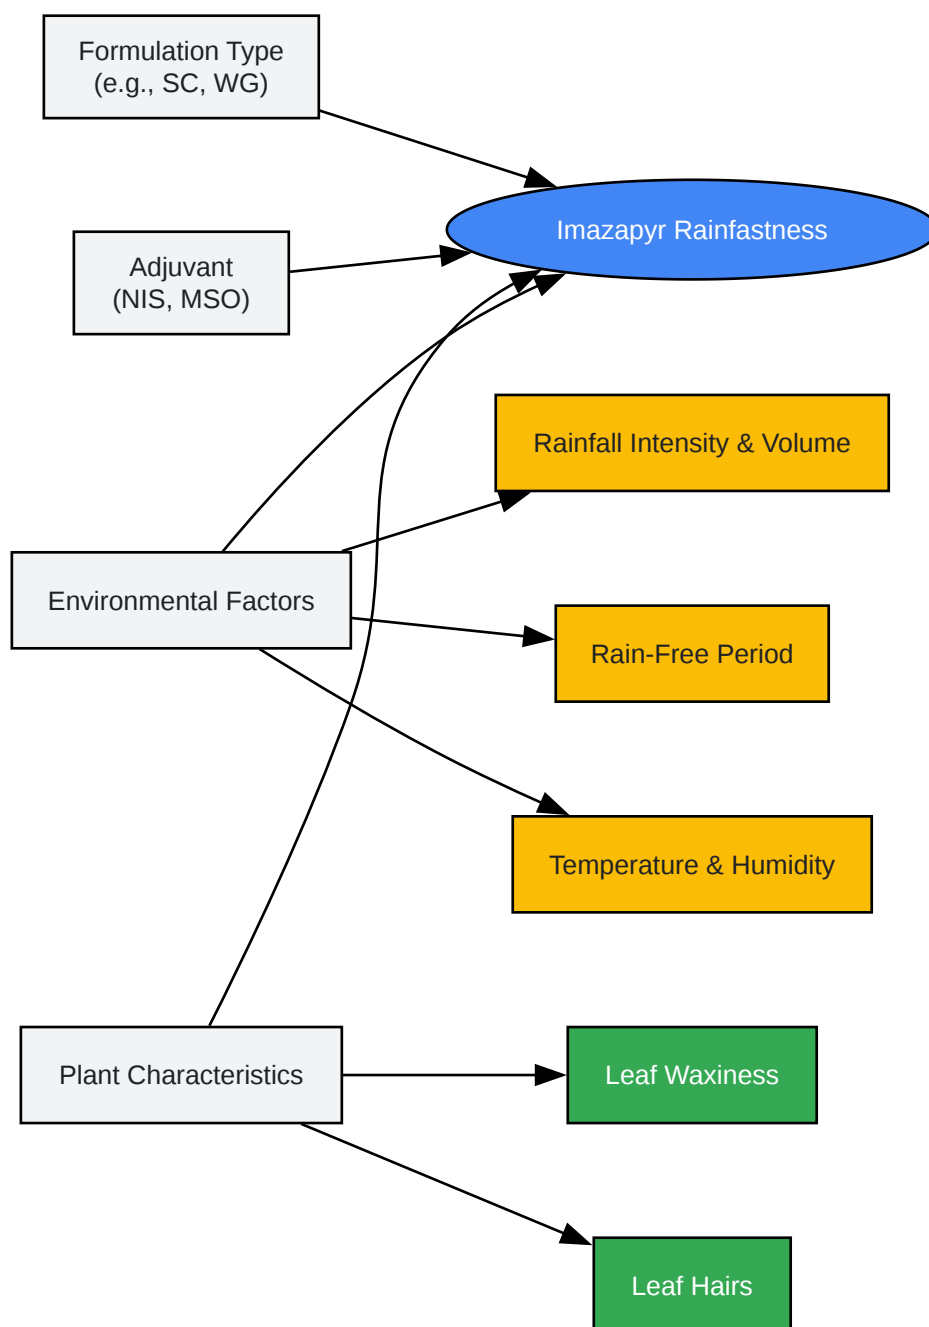 Formulation Type
(e.g., SC, WG)
Imazapyr Rainfastness
Adjuvant
(NIS, MSO)
Rainfall Intensity & Volume
Environmental Factors
Rain-Free Period
Temperature & Humidity
Plant Characteristics
Leaf Waxiness
Leaf Hairs